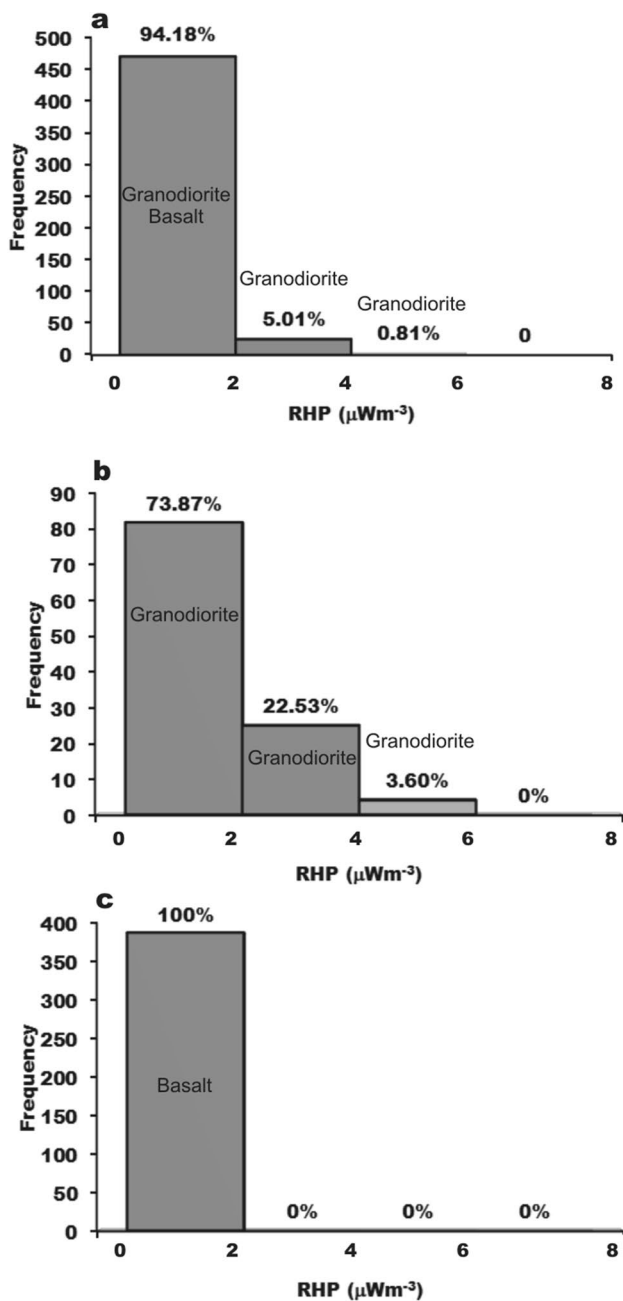 a
94.18%
500
450
400
350
300
250
200
150
100
50
0
Frequency
Granodiorite
Basalt
Granodiorite
5.01%
Granodiorite
0.81%
0
0 2 4 6 8
RHP (µWm-3)
b
73.87%
90
80
70
60
50
40
30
20
10
0
Frequency
Granodiorite
22.53%
Granodiorite
Granodiorite
3.60%
0%
0 2 4 6 8
RHP (µWm-3)
c
100%
400
350
300
250
200
150
100
50
0
Frequency
Basalt
0% 0% 0%
0 2 4 6 8
RHP (µWm-3)